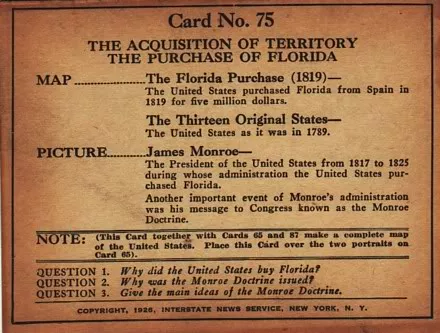 Card No. 75
THE ACQUISITION OF TERRITORY
THE PURCHASE OF FLORIDA
MAP....................The Florida Purchase (1819)—
The United States purchased Florida from Spain in
1819 for five million dollars.
The Thirteen Original States—
The United States as it was in 1789.
PICTURE...........James Monroe—
The President of the United States from 1817 to 1825
during whose administration the United States pur-
chased Florida.
Another important event of Monroe's administration
was his message to Congress known as the Monroe
Doctrine.
NOTE: (This Card together with Cards 65 and 87 make a complete map
of the United States. Place this Card over the two portraits on
Card 65).
QUESTION 1. Why did the United States buy Florida?
QUESTION 2. Why was the Monroe Doctrine issued?
QUESTION 3. Give the main ideas of the Monroe Doctrine.
COPYRIGHT, 1926, INTERSTATE NEWS SERVICE, NEW YORK, N. Y.